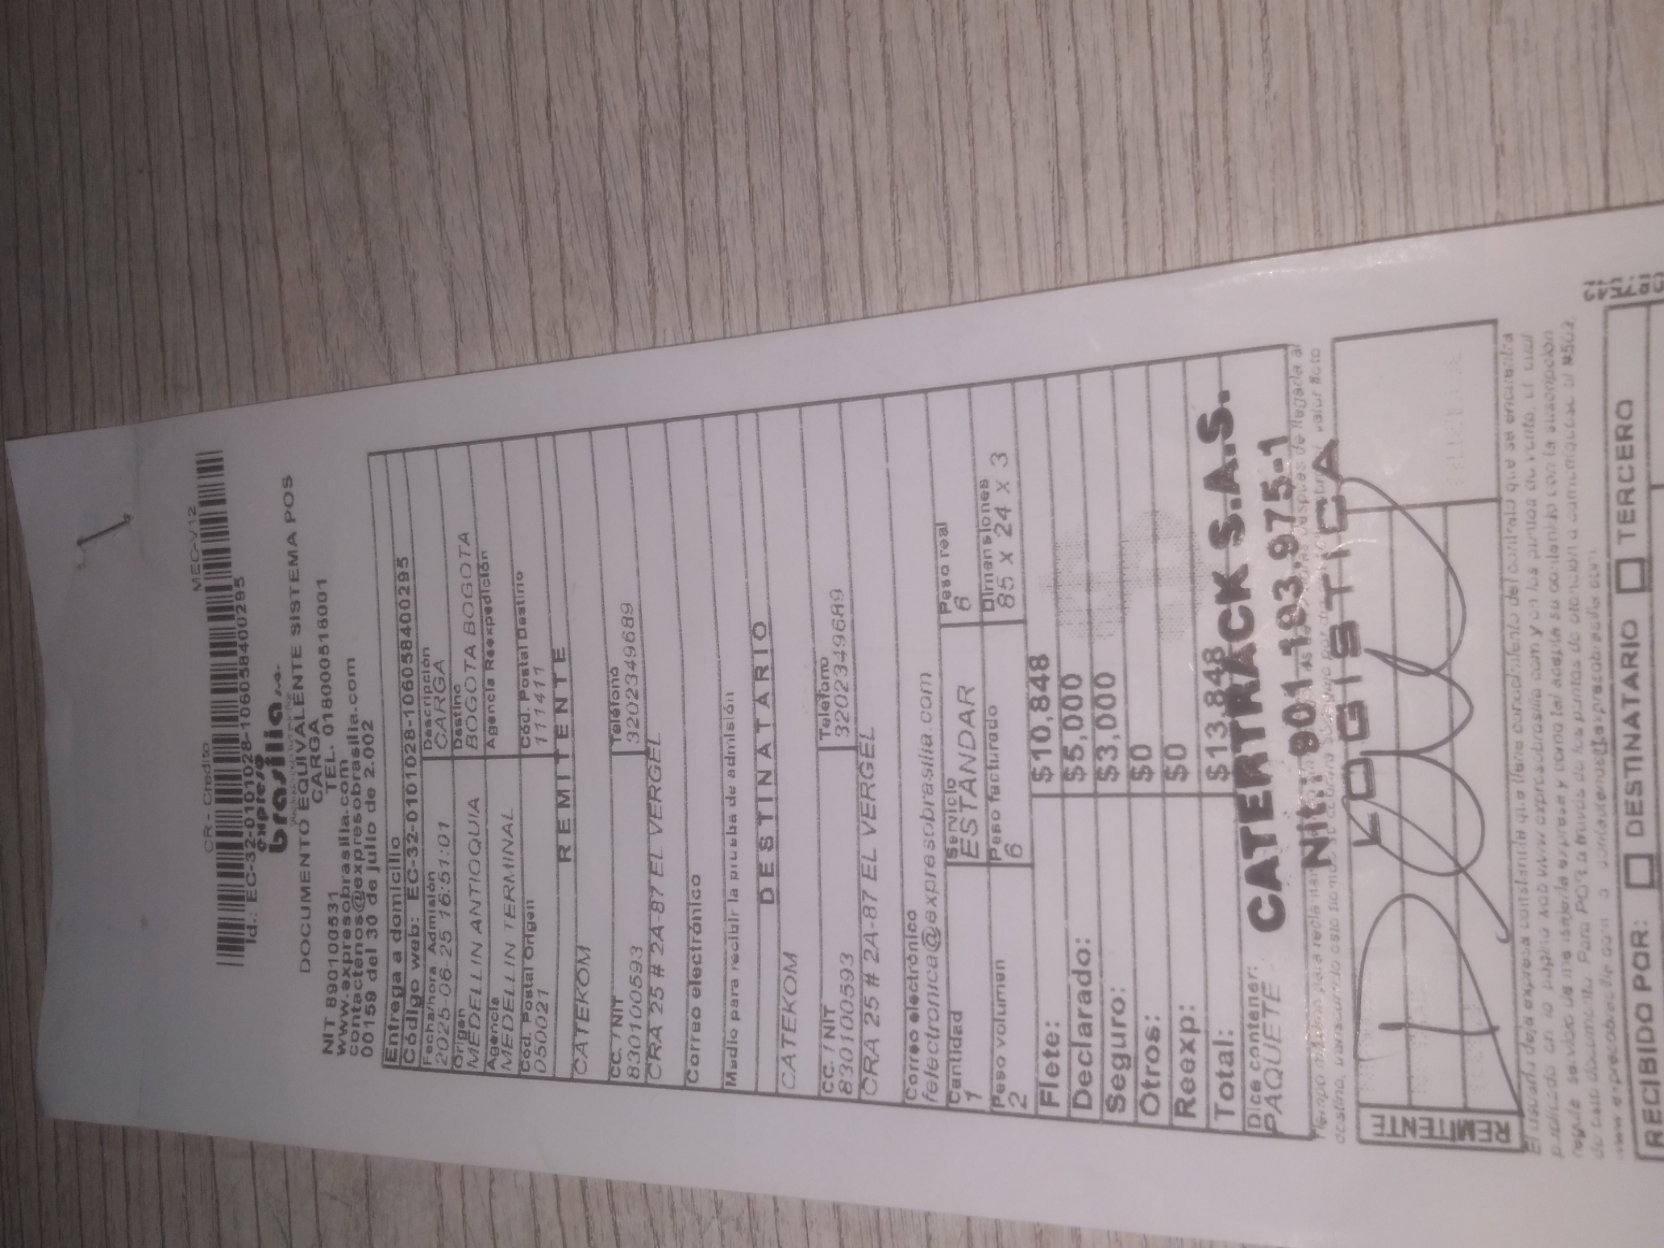 CR - Credito MEC-V12
Id.: EC-32-0101028-1060584002​95
expreso
brasilia s.a.
DOCUMENTO EQUIVALENTE SISTEMA POS
CARGA
NIT 890100531 TEL. 018000051​8001
www.expresobrasilia.com
contactenos@expresobrasilia.com
00159 del 30 de julio de 2.002
Entrega a domicilio
Código web: EC-32-0101028-106058400295
Fecha/hora Admisión Descripción
2025-06-25 16:51:01 CARGA
Origen Destino
MEDELLIN ANTIOQUIA BOGOTA BOGOTA
Agencia Agencia Reexpedición
MEDELLIN TERMINAL
Cód. Postal Origen Cód. Postal Destino
050021 111411
REMITENTE
CATEKOM
CC. / NIT Teléfono
830100593 3202349689
CRA 25 # 2A-87 EL VERGEL
Correo electrónico
Medio para recibir la prueba de admisión
DESTINATARIO
CATEKOM
CC. / NIT Teléfono
830100593 3202349689
CRA 25 # 2A-87 EL VERGEL
Correo electrónico
felectronica@expresobrasilia.com
Cantidad Servicio Peso real
1 ESTÁNDAR 6
Peso volumen Peso facturado Dimensiones
2 6 85 x 24 x 3
Flete: $10,848
Declarado: $5,000
Seguro: $3,000
Otros: $0
Reexp: $0
Total: $13,848
Dice contener:
PAQUETE
CATERTRACK S.A.S.
Nit.: 901.193.975-1
LOGISTICA
REMITENTE
RECIBIDO POR: DESTINATARIO TERCERO